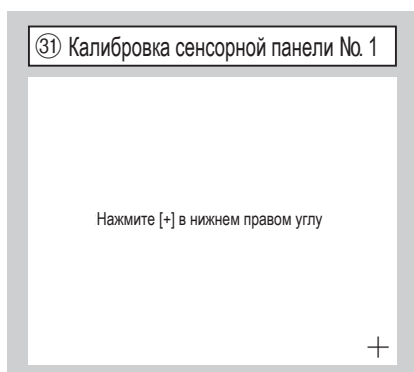 ㉛ Калибровка сенсорной панели № 1
Нажмите [+] в нижнем правом углу
+